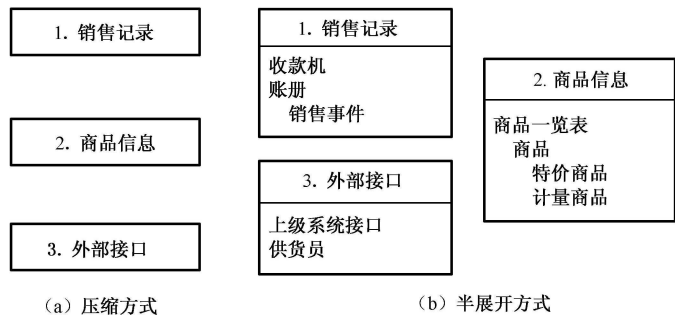 1. 销售记录
2. 商品信息
3. 外部接口
(a) 压缩方式
1. 销售记录
收款机
账册
销售事件
3. 外部接口
上级系统接口
供货员
2. 商品信息
商品一览表
商品
特价商品
计量商品
(b) 半展开方式